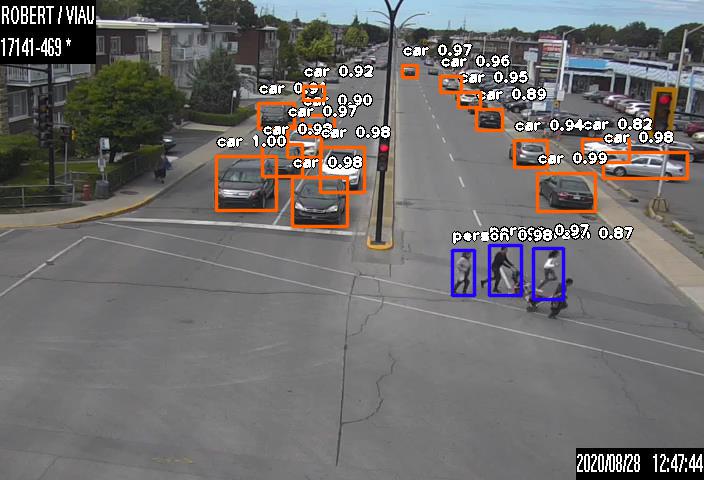 ROBERT / VIAU
17141-469 *
car 0.97
car 0.96
car 0.92
car 0.95
car 0.90
car 0.89
car 0.97
car 0.94
car 0.82
car 0.98
car 1.00
car 0.98
car 0.98
car 0.99
person 0.98
0.97
0.87
2020/08/28 12:47:44